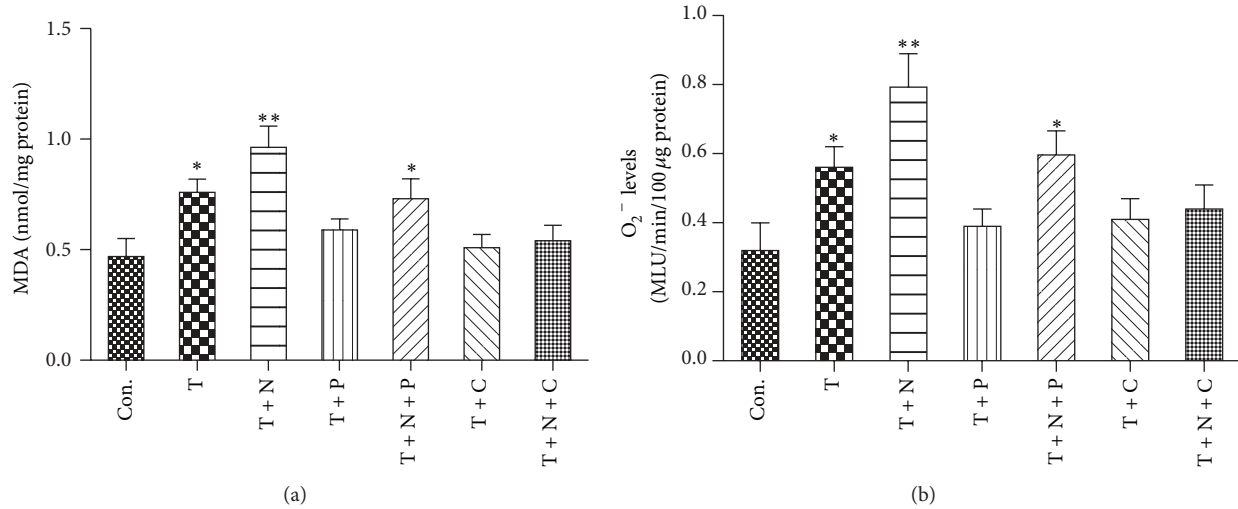 MDA (nmol/mg protein)
1.5
1.0
0.5
0.0
*
**
*
Con.
T
T + N
T + P
T + N + P
T + C
T + N + C
(a)
O₂⁻ levels
(MLU/min/100 μg protein)
1.0
0.8
0.6
0.4
0.2
0.0
*
**
*
Con.
T
T + N
T + P
T + N + P
T + C
T + N + C
(b)